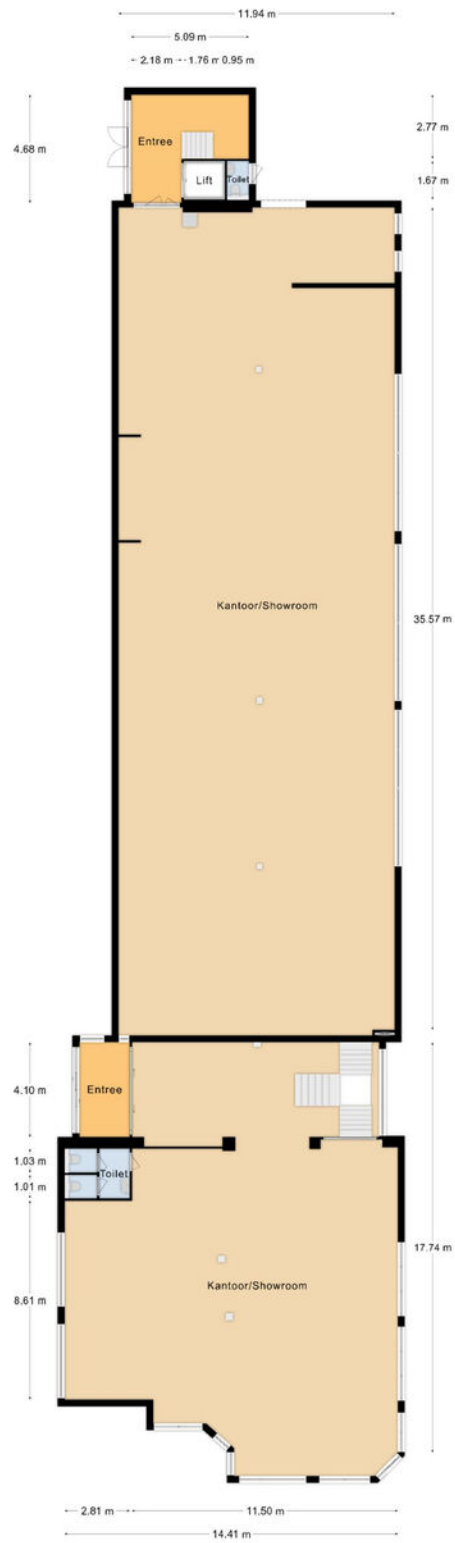 11.94 m
5.09 m
2.18 m
1.76 m
0.95 m
4.68 m
2.77 m
Entree
1.67 m
Lift
Toilet
Kantoor/Showroom
35.57 m
4.10 m
Entree
1.03 m
Toilet
1.01 m
17.74 m
Kantoor/Showroom
8.61 m
2.81 m
11.50 m
14.41 m